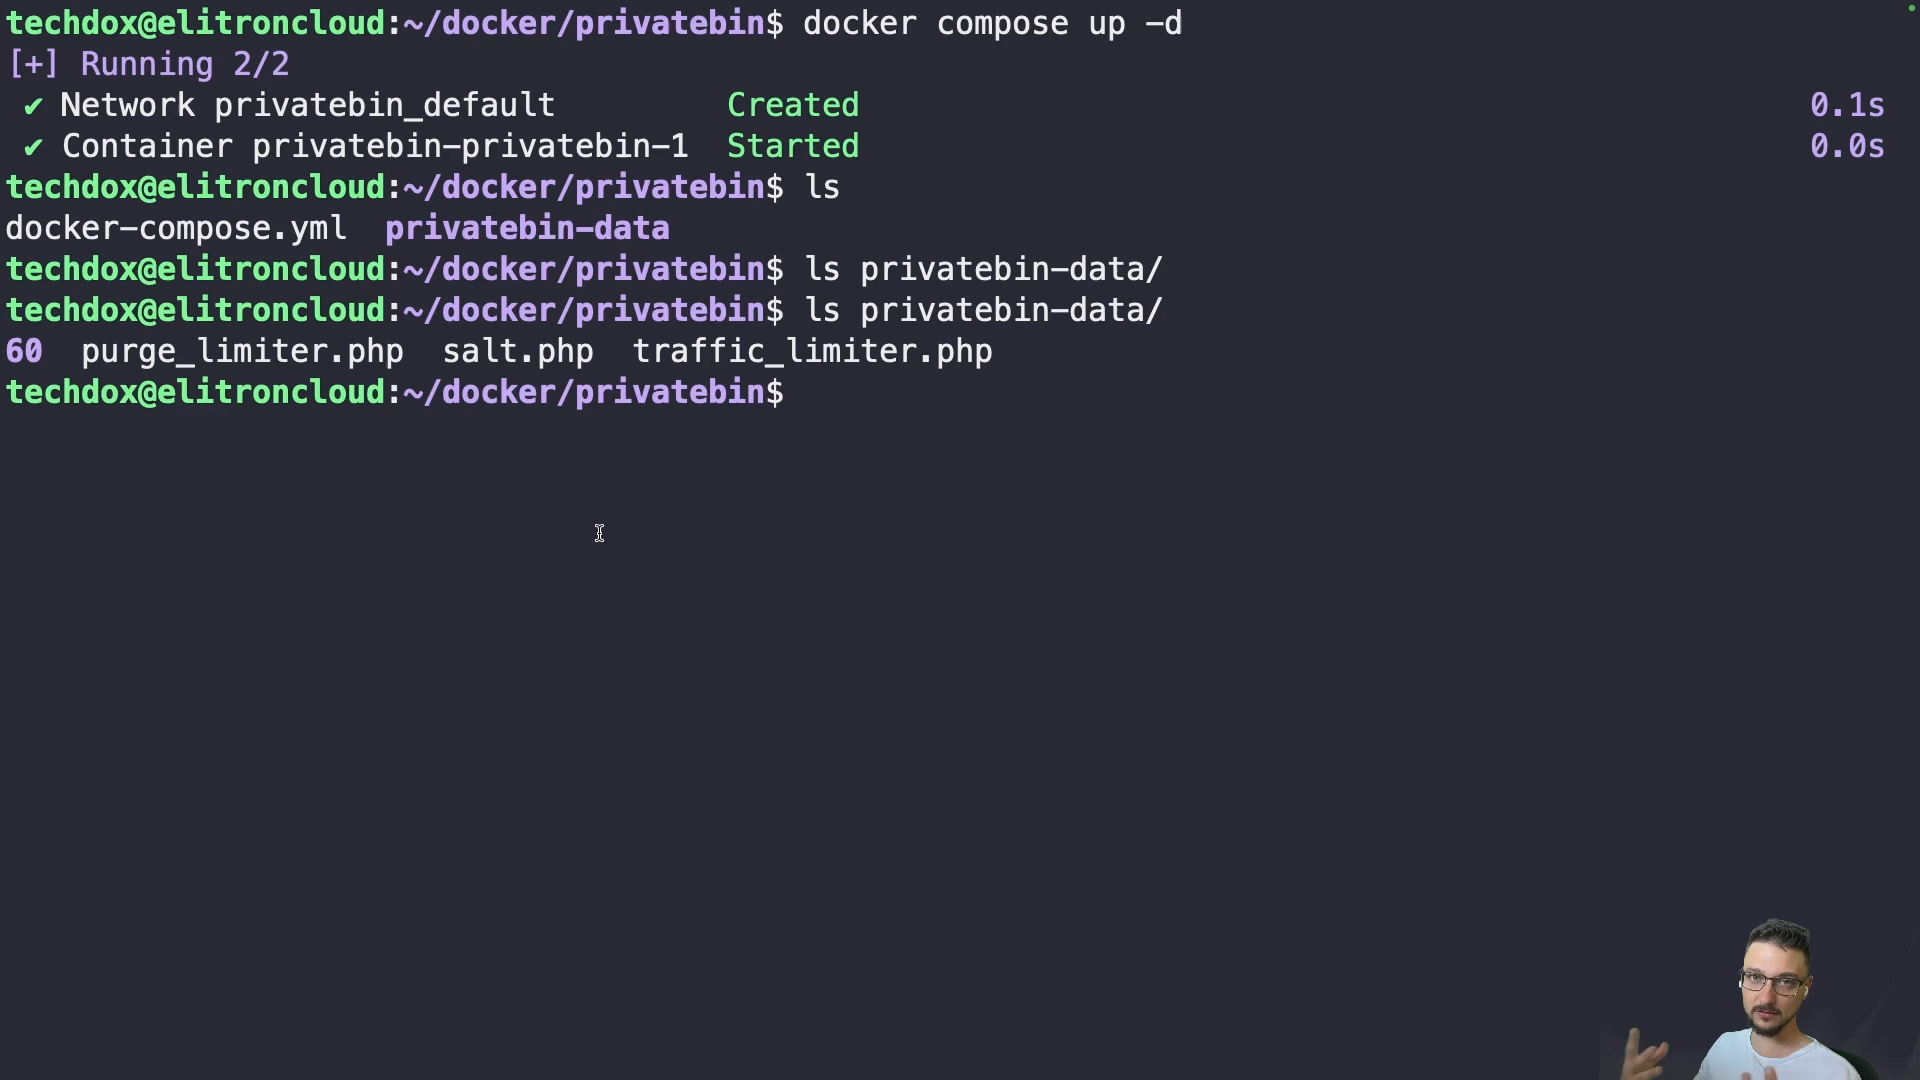 techdox@elitroncloud:~/docker/privatebin$ docker compose up -d
[+] Running 2/2
✔ Network privatebin_default Created 0.1s
✔ Container privatebin-privatebin-1 Started 0.0s
techdox@elitroncloud:~/docker/privatebin$ ls
docker-compose.yml privatebin-data
techdox@elitroncloud:~/docker/privatebin$ ls privatebin-data/
techdox@elitroncloud:~/docker/privatebin$ ls privatebin-data/
60 purge_limiter.php salt.php traffic_limiter.php
techdox@elitroncloud:~/docker/privatebin$